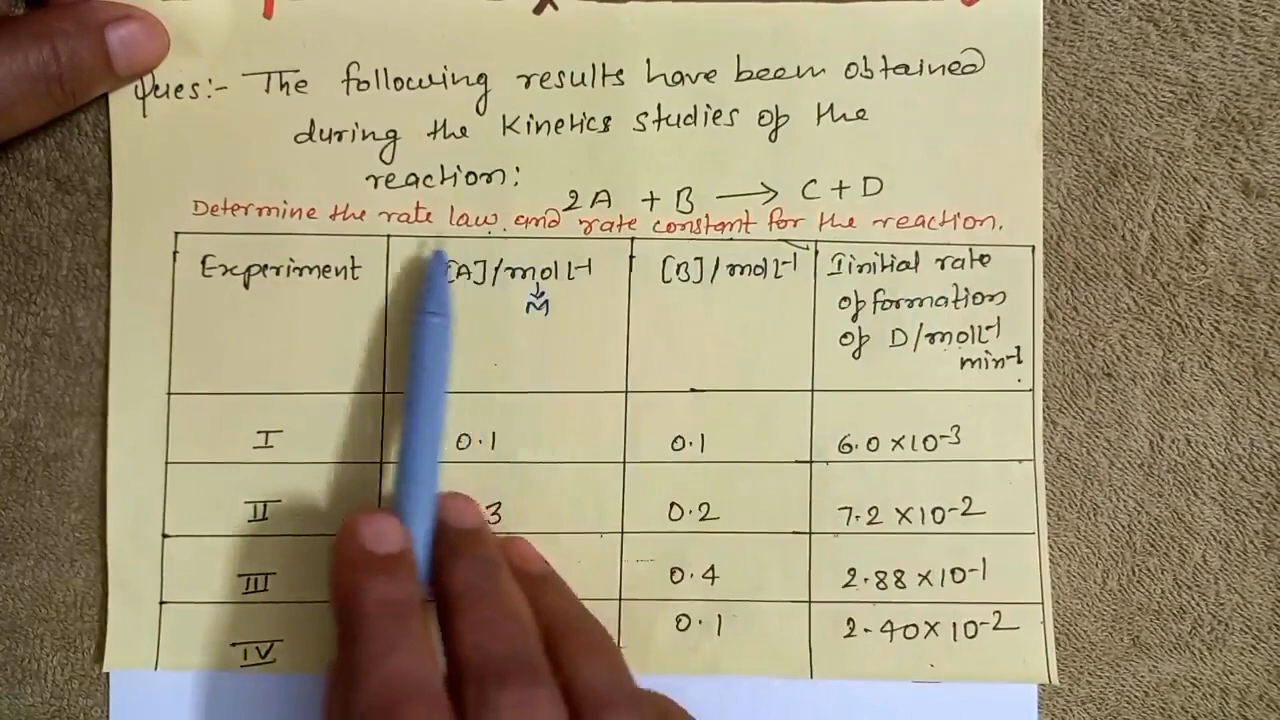 Ques:- The following results have been obtained
during the Kinetics studies of the
reaction:
2A + B ⟶ C + D
Determine the rate law and rate constant for the reaction.
Experiment [A]/mol L⁻¹ [B]/mol L⁻¹ Iinitial rate
M
of formation
of D/mol L⁻¹
min⁻¹
I 0.1 0.1 6.0 × 10⁻³
II 3 0.2 7.2 × 10⁻²
III 0.4 2.88 × 10⁻¹
IV 0.1 2.40 × 10⁻²